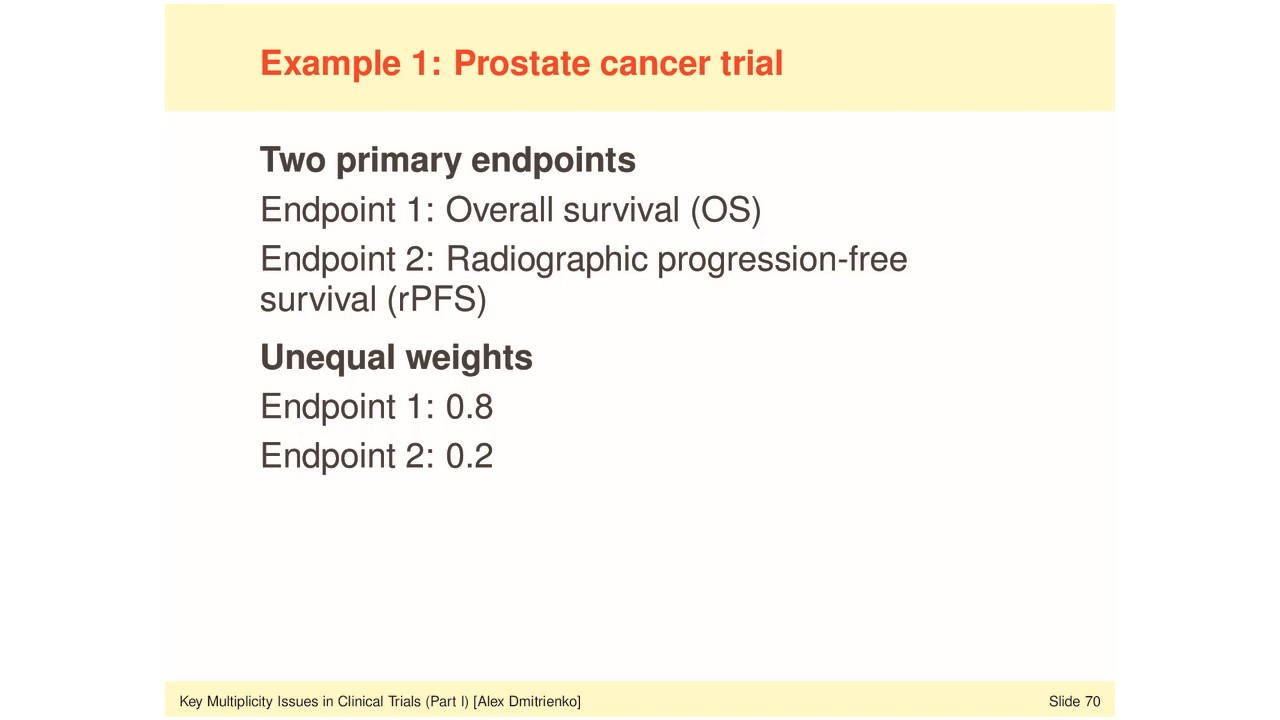 Example 1: Prostate cancer trial
Two primary endpoints
Endpoint 1: Overall survival (OS)
Endpoint 2: Radiographic progression-free
survival (rPFS)
Unequal weights
Endpoint 1: 0.8
Endpoint 2: 0.2
Key Multiplicity Issues in Clinical Trials (Part I) [Alex Dmitrienko]
Slide 70